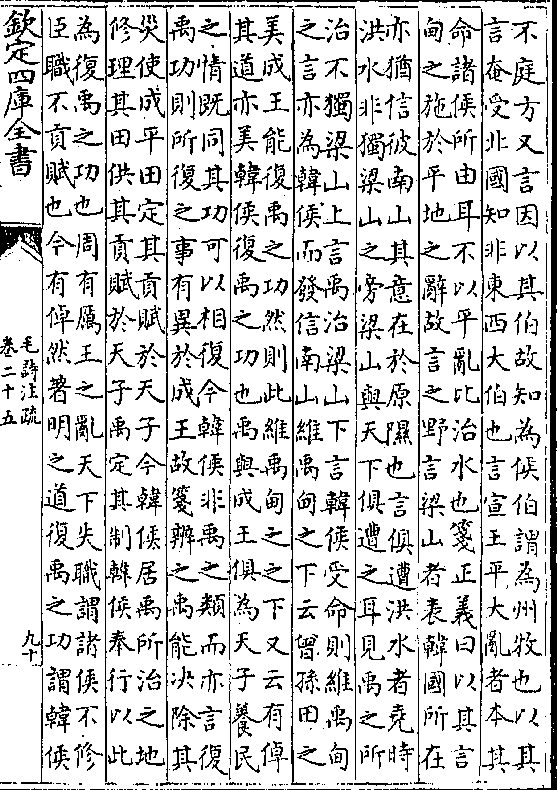 不庭方又言因以其伯故知為侯伯謂為州牧也以其
言奄受北國知非東西大伯也言宣王平大亂者本其
命諸侯所由耳不以平亂比治水也箋正義曰以其言
甸之施於平地之辭故言之野言梁山者表韓國所在
亦猶信彼南山其意在於原隰也言俱遭洪水者堯時
洪水非獨梁山之旁梁山與天下俱遭之耳見禹之所
治不獨梁山上言禹治梁山下言韓侯受命則維禹甸
之言亦為韓侯而發信南山維禹甸之下云曾孫田之
美成王能復禹之功然則此維禹甸之之下又云有倬
其道亦美韓侯復禹之功也禹與成王俱為天子養民
之情既同其功可以相復今韓侯非禹之類而亦言復
禹功則所復之事有異於成王故箋辨之禹能决除其
災使成平田定其貢賦於天子今韓侯居禹所治之地
修理其田供其貢賦於天子禹定其制韓侯奉行以此
為復禹之功也周有厲王之亂天下失職謂諸侯不修
臣職不貢賦也今有倬然著明之道復禹之功謂韓侯
欽定四庫全書
毛詩注疏
卷二十五
九十